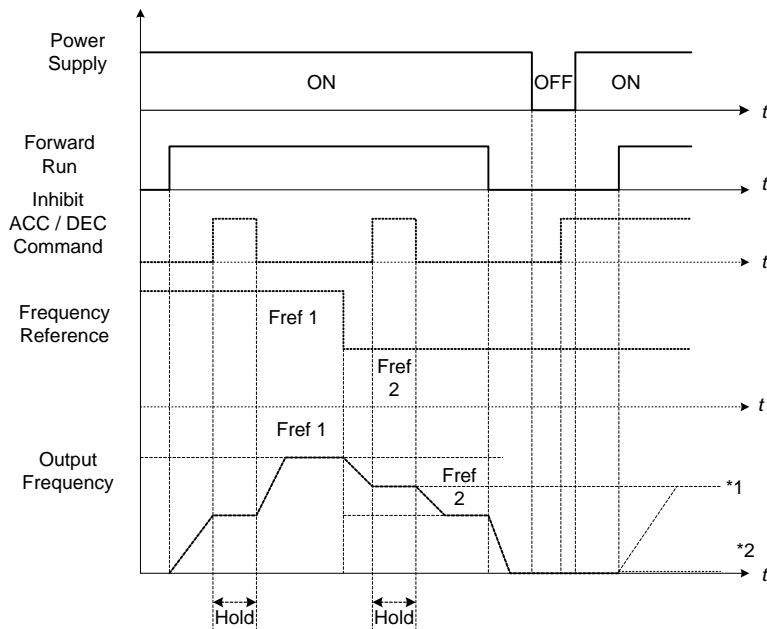 Power
Supply
ON
OFF
ON
t
Forward
Run
t
Inhibit
ACC / DEC
Command
t
Frequency
Reference
Fref 1
Fref
2
t
Fref 1
Output
Frequency
Fref
2
*1
*2
t
Hold
Hold